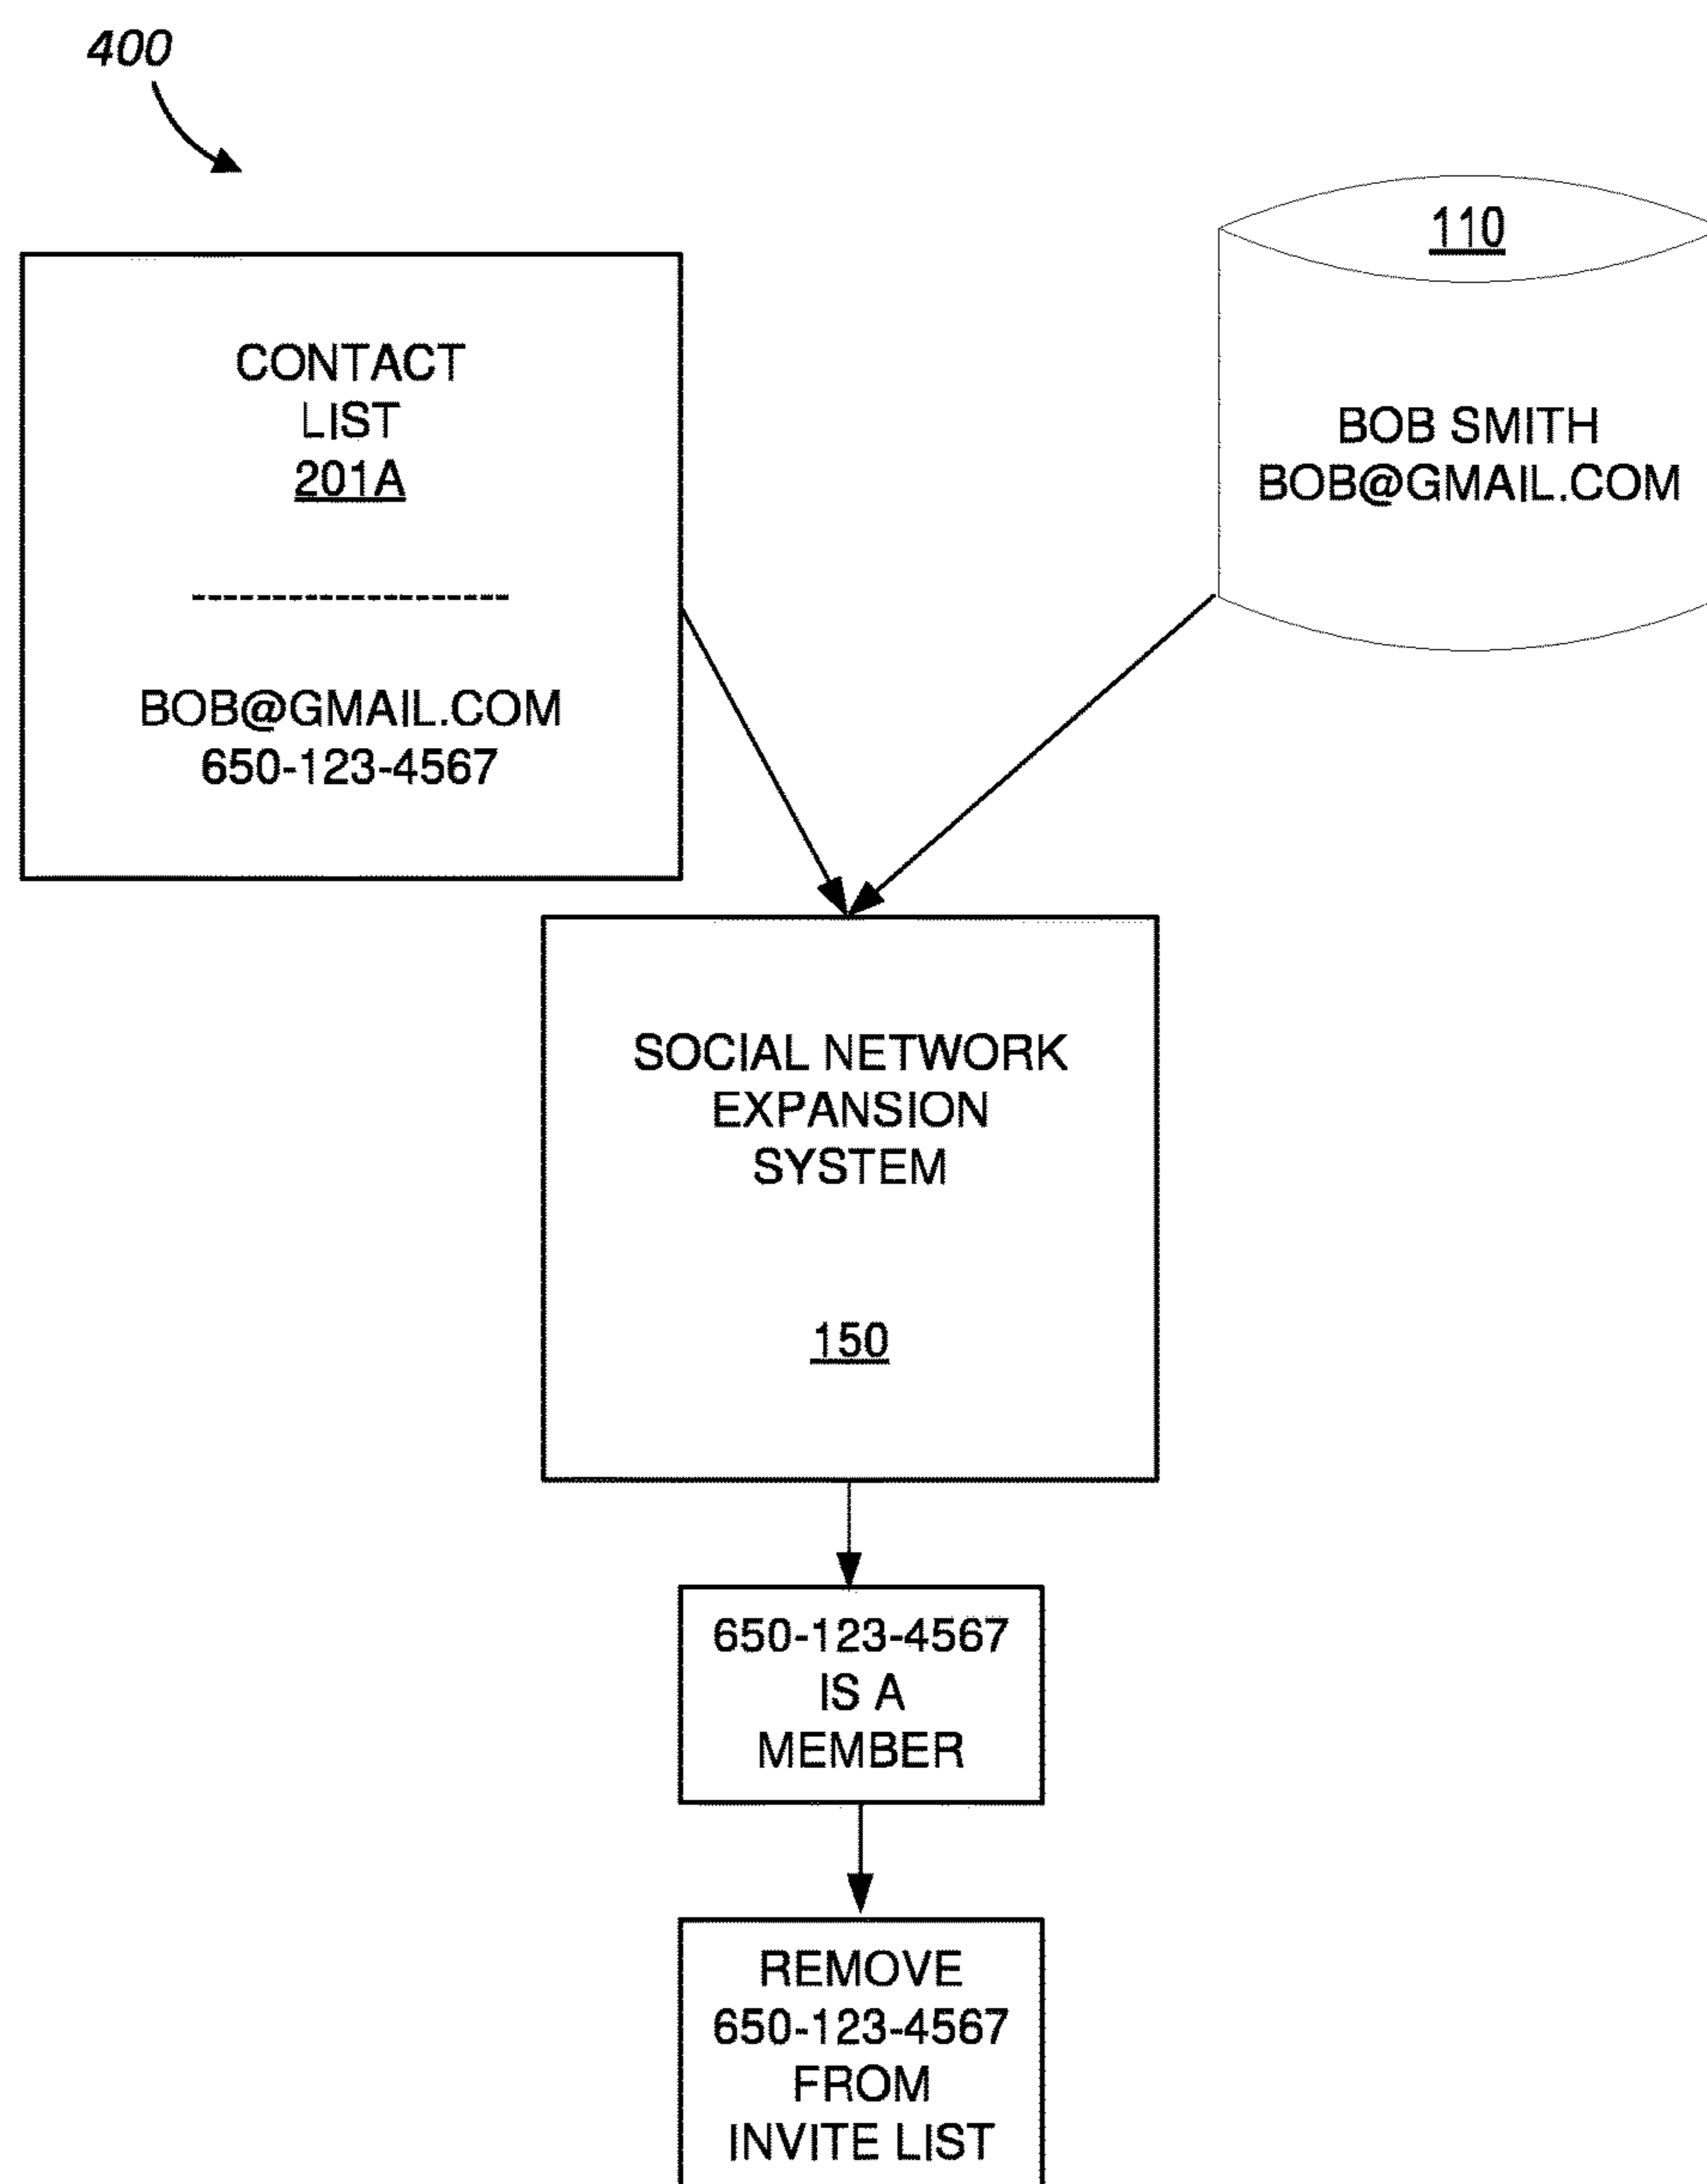 400
CONTACT
LIST
201A
--------------------
BOB@GMAIL.COM
650-123-4567
110
BOB SMITH
BOB@GMAIL.COM
SOCIAL NETWORK
EXPANSION
SYSTEM
150
650-123-4567
IS A
MEMBER
REMOVE
650-123-4567
FROM
INVITE LIST